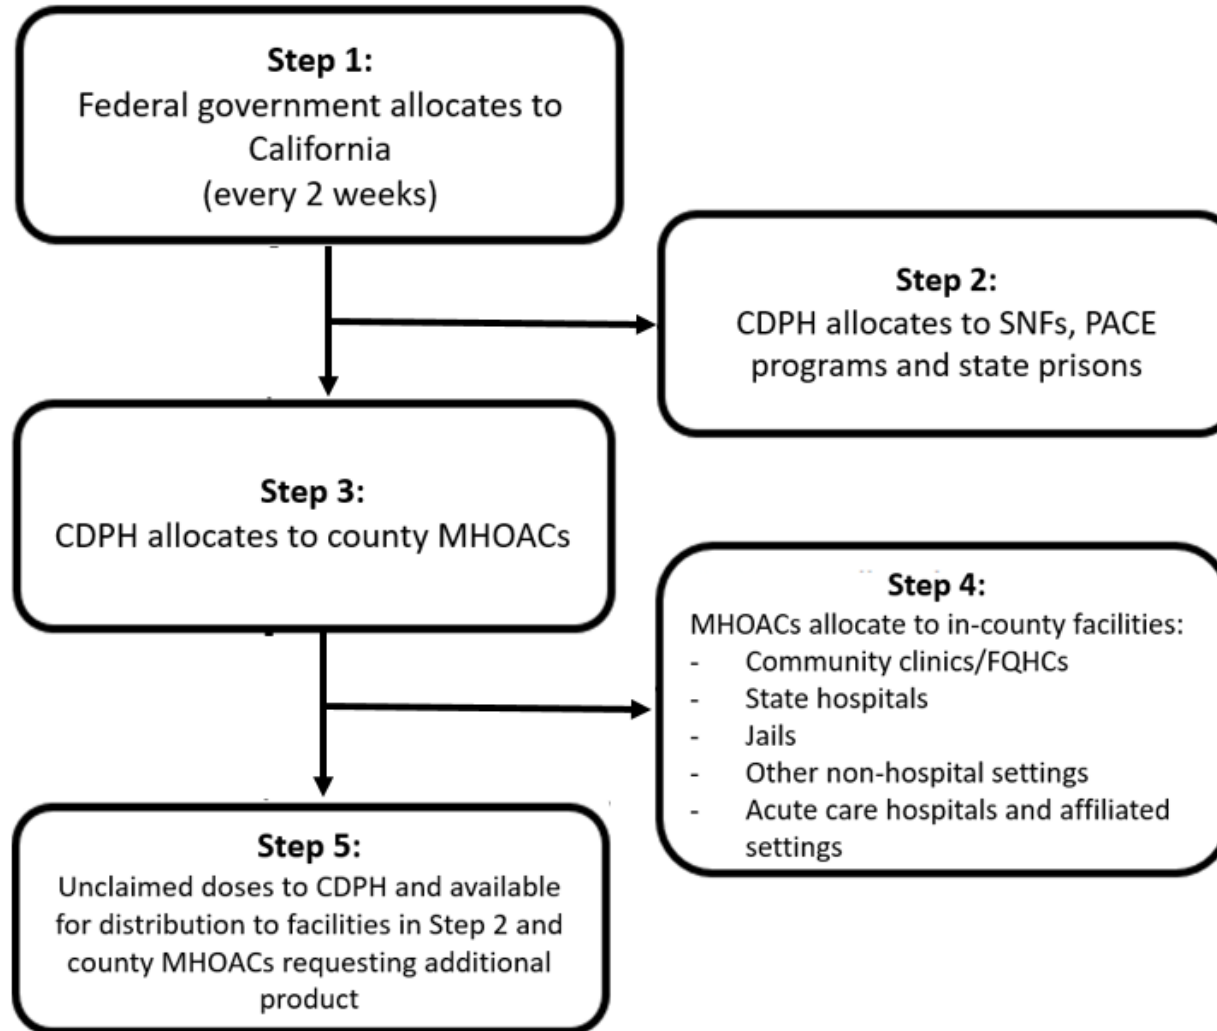 Step 1:
Federal government allocates to
California
(every 2 weeks)
Step 2:
CDPH allocates to SNFs, PACE
programs and state prisons
Step 3:
CDPH allocates to county MHOACs
Step 4:
MHOACs allocate to in-county facilities:
- Community clinics/FQHCs
- State hospitals
- Jails
- Other non-hospital settings
- Acute care hospitals and affiliated
settings
Step 5:
Unclaimed doses to CDPH and available
for distribution to facilities in Step 2 and
county MHOACs requesting additional
product